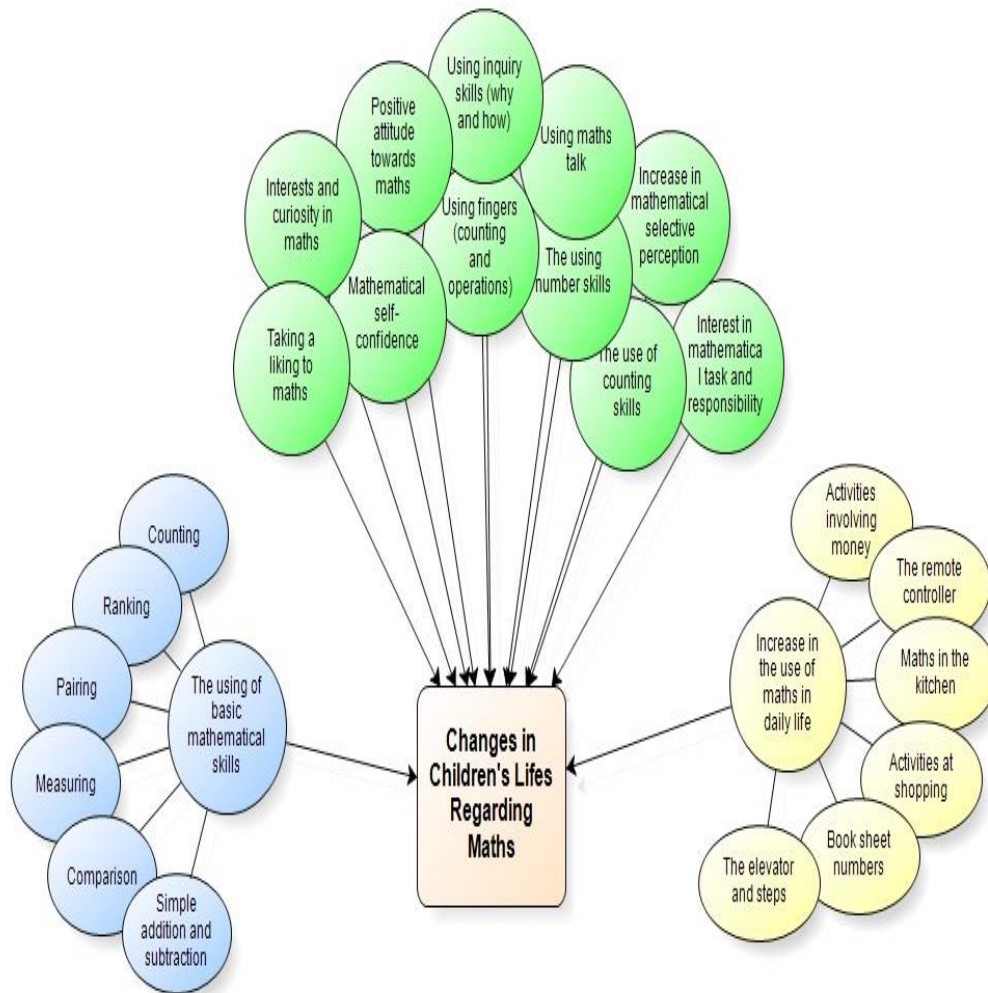 Using inquiry
skills (why
and how)
Positive
attitude
towards
maths
Using maths
talk
Interests and
curiosity in
maths
Increase in
mathematical
selective
perception
Using fingers
(counting
and
operations)
The using
number skills
Mathematical
self-
confidence
Taking a
liking to
maths
The use of
counting
skills
Interest in
mathematica
l task and
responsibility
Counting
Ranking
Pairing
Measuring
Comparison
Simple
addition and
subtraction
The using of
basic
mathematical
skills
Changes in
Children's Lifes
Regarding
Maths
Increase in
the use of
maths in
daily life
Activities
involving
money
The remote
controller
Maths in the
kitchen
Activities at
shopping
Book sheet
numbers
The elevator
and steps